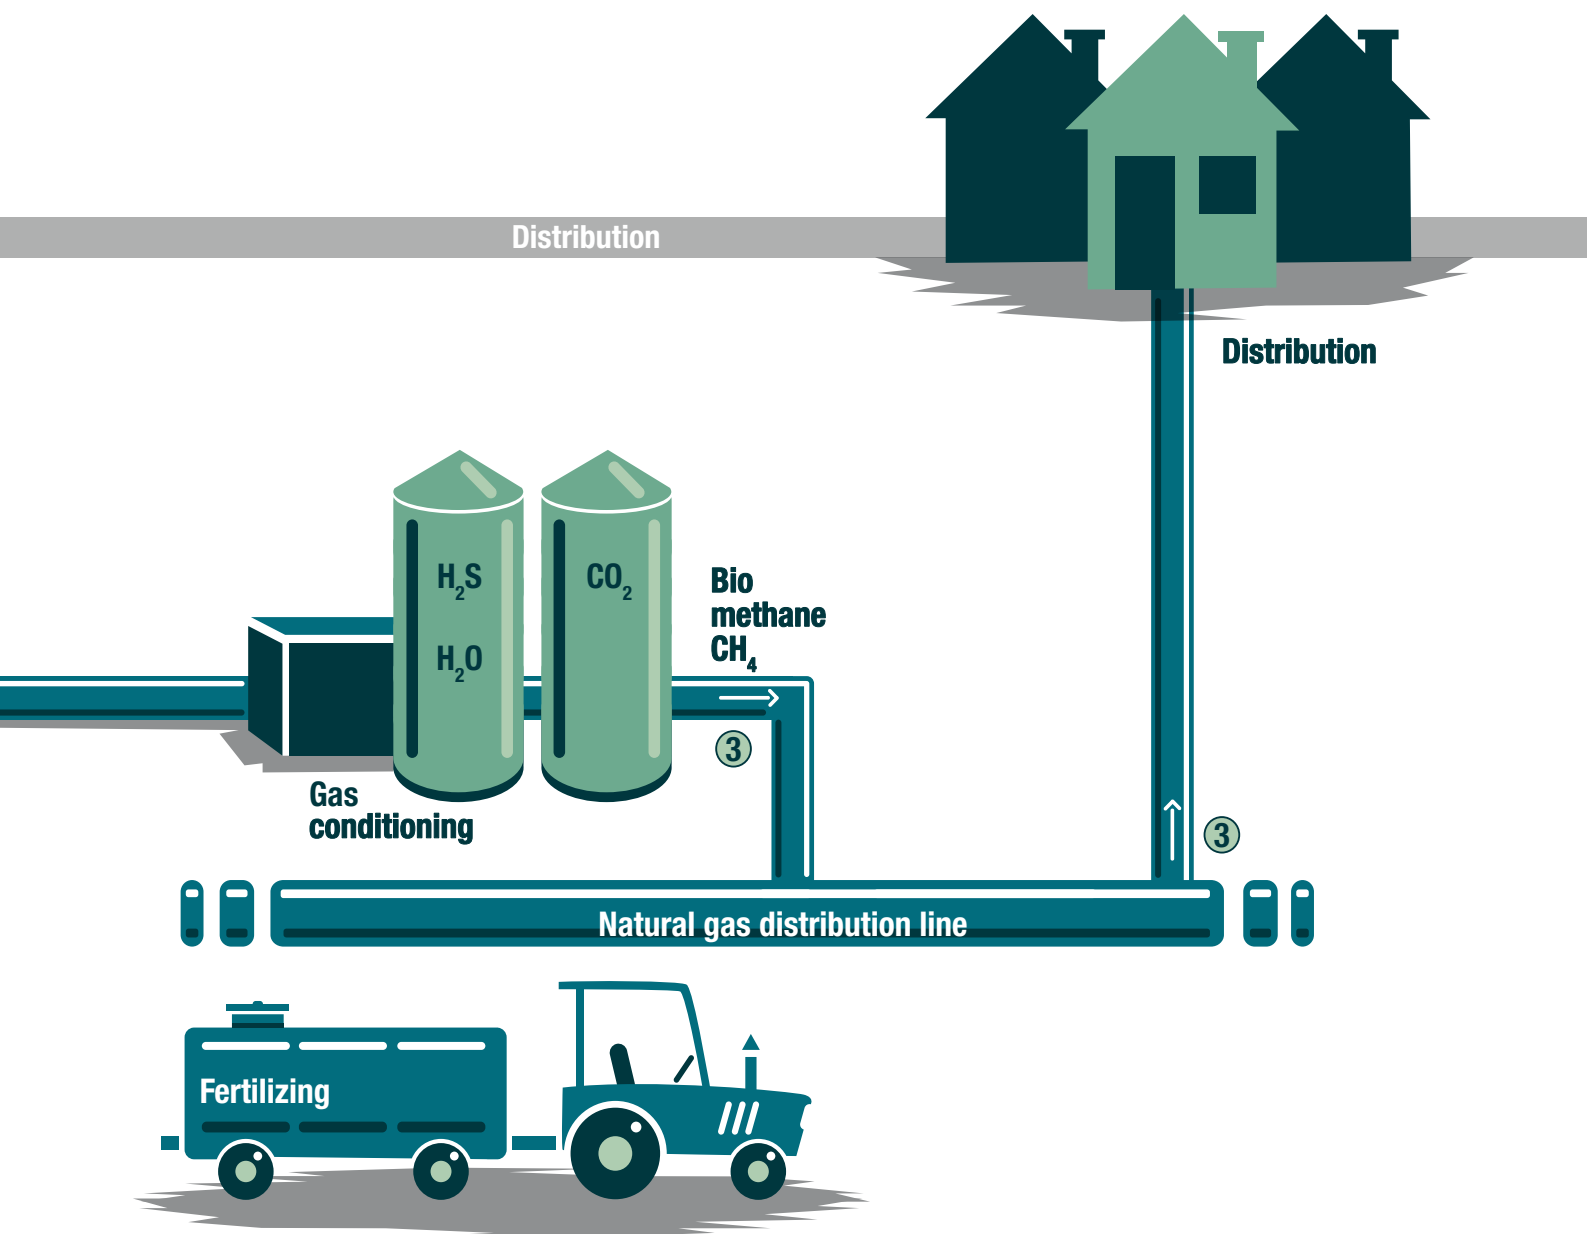 Distribution
Distribution
H₂S
H₂O
CO₂
Bio
methane
CH₄
3
Gas
conditioning
3
Natural gas distribution line
Fertilizing